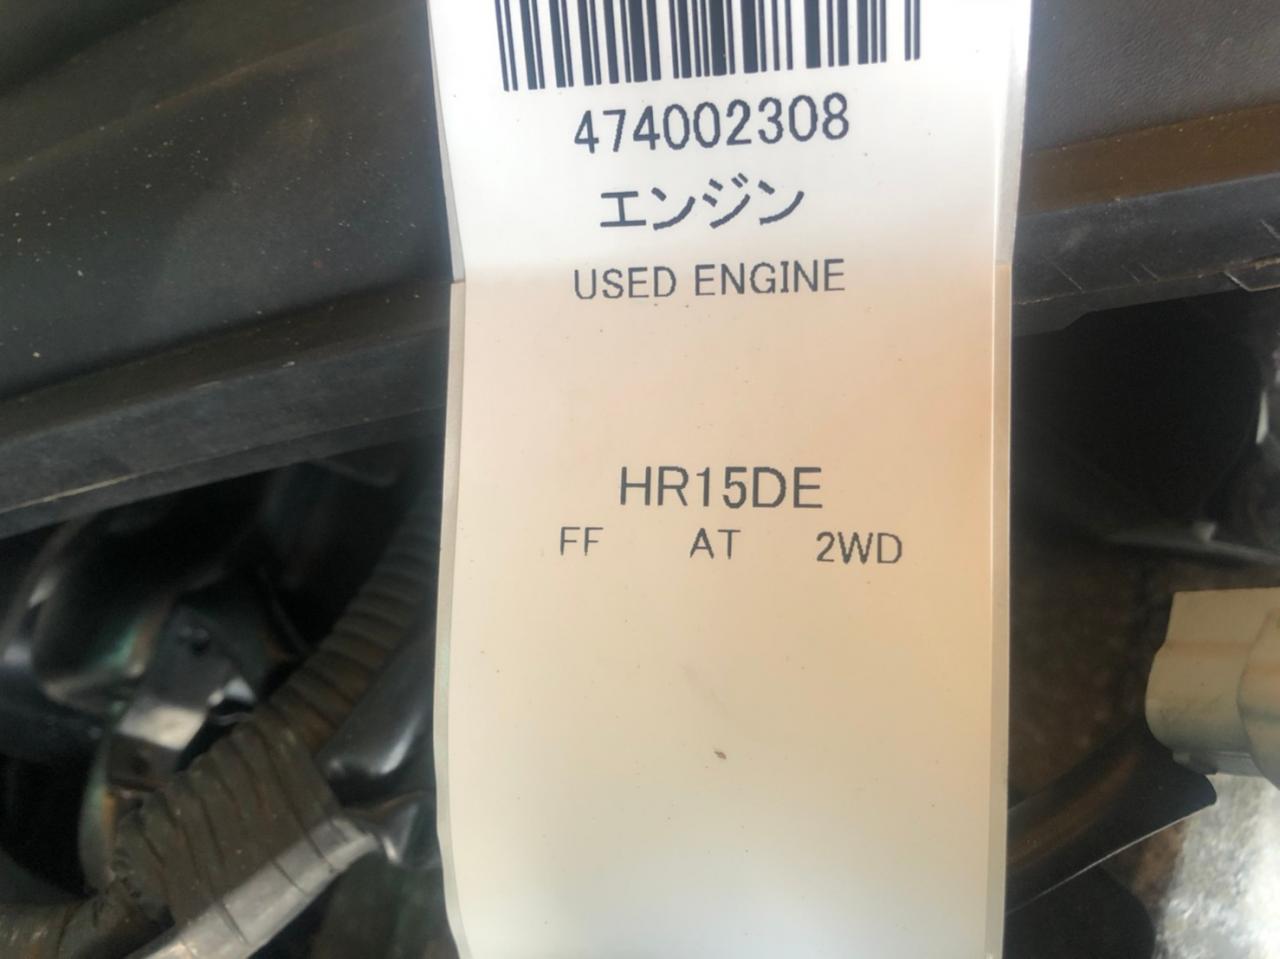 474002308
エンジン
USED ENGINE
HR15DE
FF AT 2WD